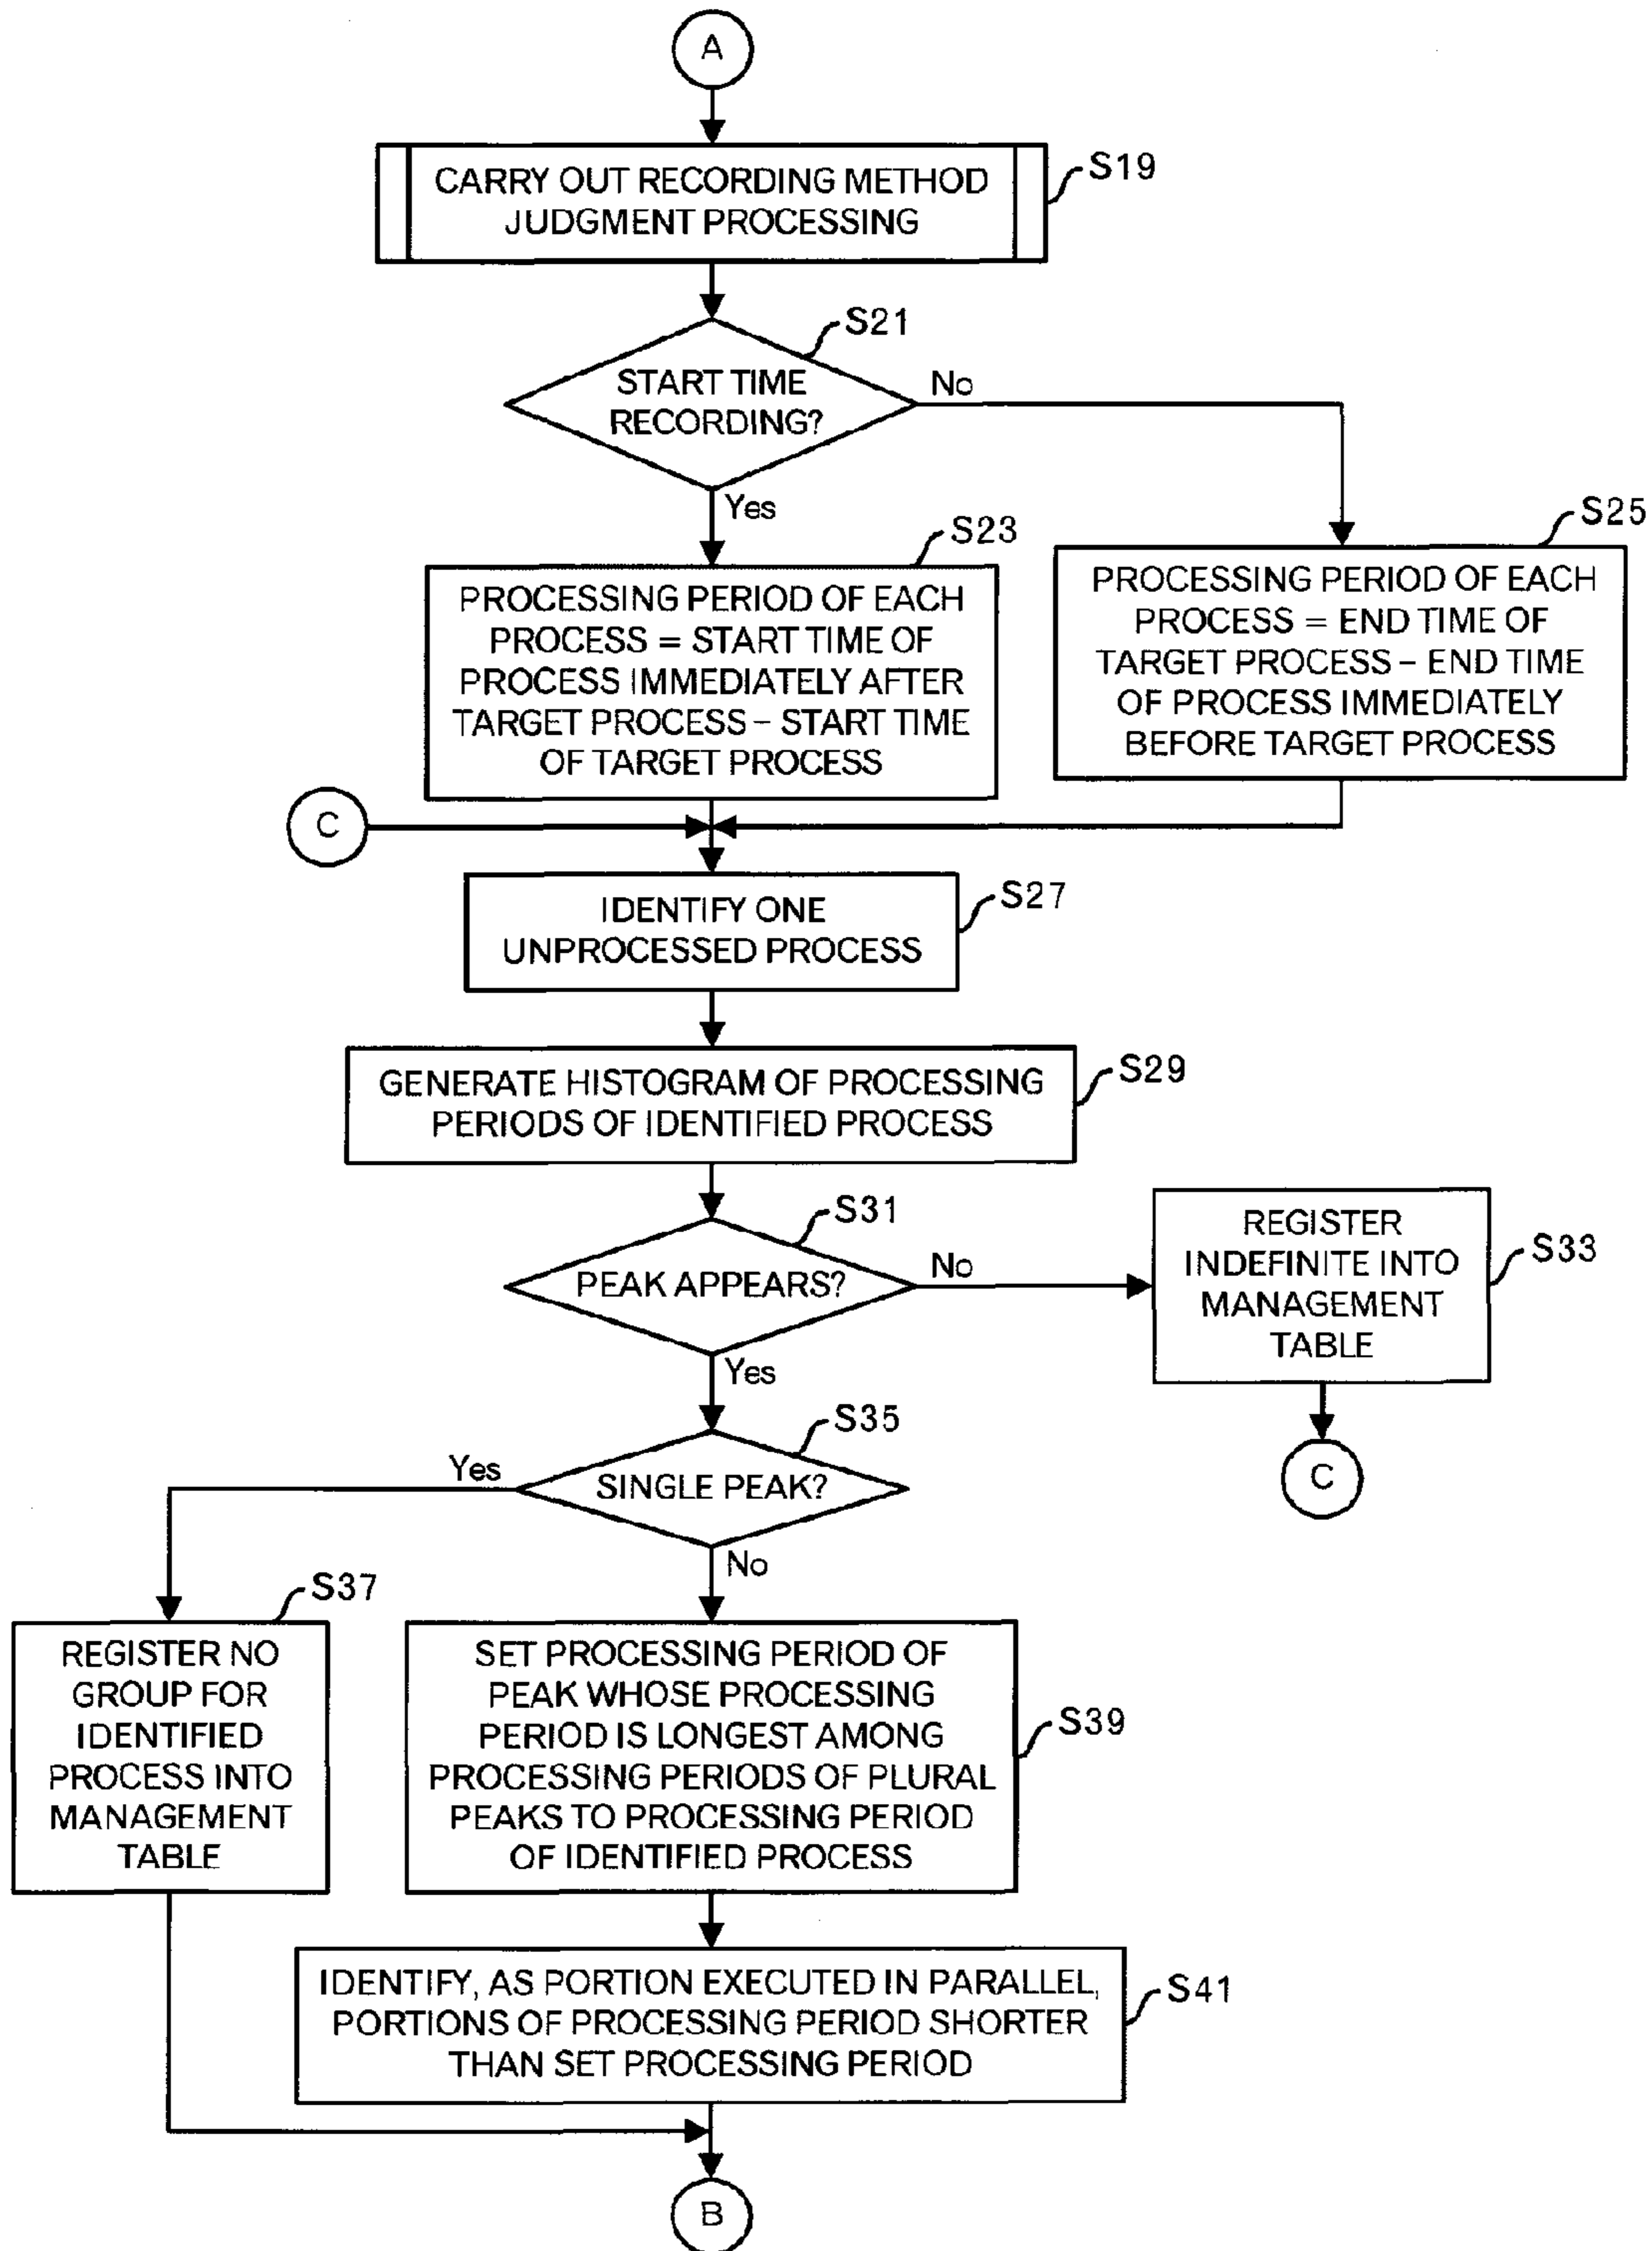 A
CARRY OUT RECORDING METHOD
JUDGMENT PROCESSING
S19
S21
START TIME
RECORDING?
No
Yes
S23
PROCESSING PERIOD OF EACH
PROCESS = START TIME OF
PROCESS IMMEDIATELY AFTER
TARGET PROCESS – START TIME
OF TARGET PROCESS
S25
PROCESSING PERIOD OF EACH
PROCESS = END TIME OF
TARGET PROCESS – END TIME
OF PROCESS IMMEDIATELY
BEFORE TARGET PROCESS
C
S27
IDENTIFY ONE
UNPROCESSED PROCESS
S29
GENERATE HISTOGRAM OF PROCESSING
PERIODS OF IDENTIFIED PROCESS
S31
PEAK APPEARS?
No
Yes
REGISTER
INDEFINITE INTO
MANAGEMENT
TABLE
S33
C
S35
SINGLE PEAK?
Yes
No
S37
REGISTER NO
GROUP FOR
IDENTIFIED
PROCESS INTO
MANAGEMENT
TABLE
SET PROCESSING PERIOD OF
PEAK WHOSE PROCESSING
PERIOD IS LONGEST AMONG
PROCESSING PERIODS OF PLURAL
PEAKS TO PROCESSING PERIOD
OF IDENTIFIED PROCESS
S39
IDENTIFY, AS PORTION EXECUTED IN PARALLEL,
PORTIONS OF PROCESSING PERIOD SHORTER
THAN SET PROCESSING PERIOD
S41
B